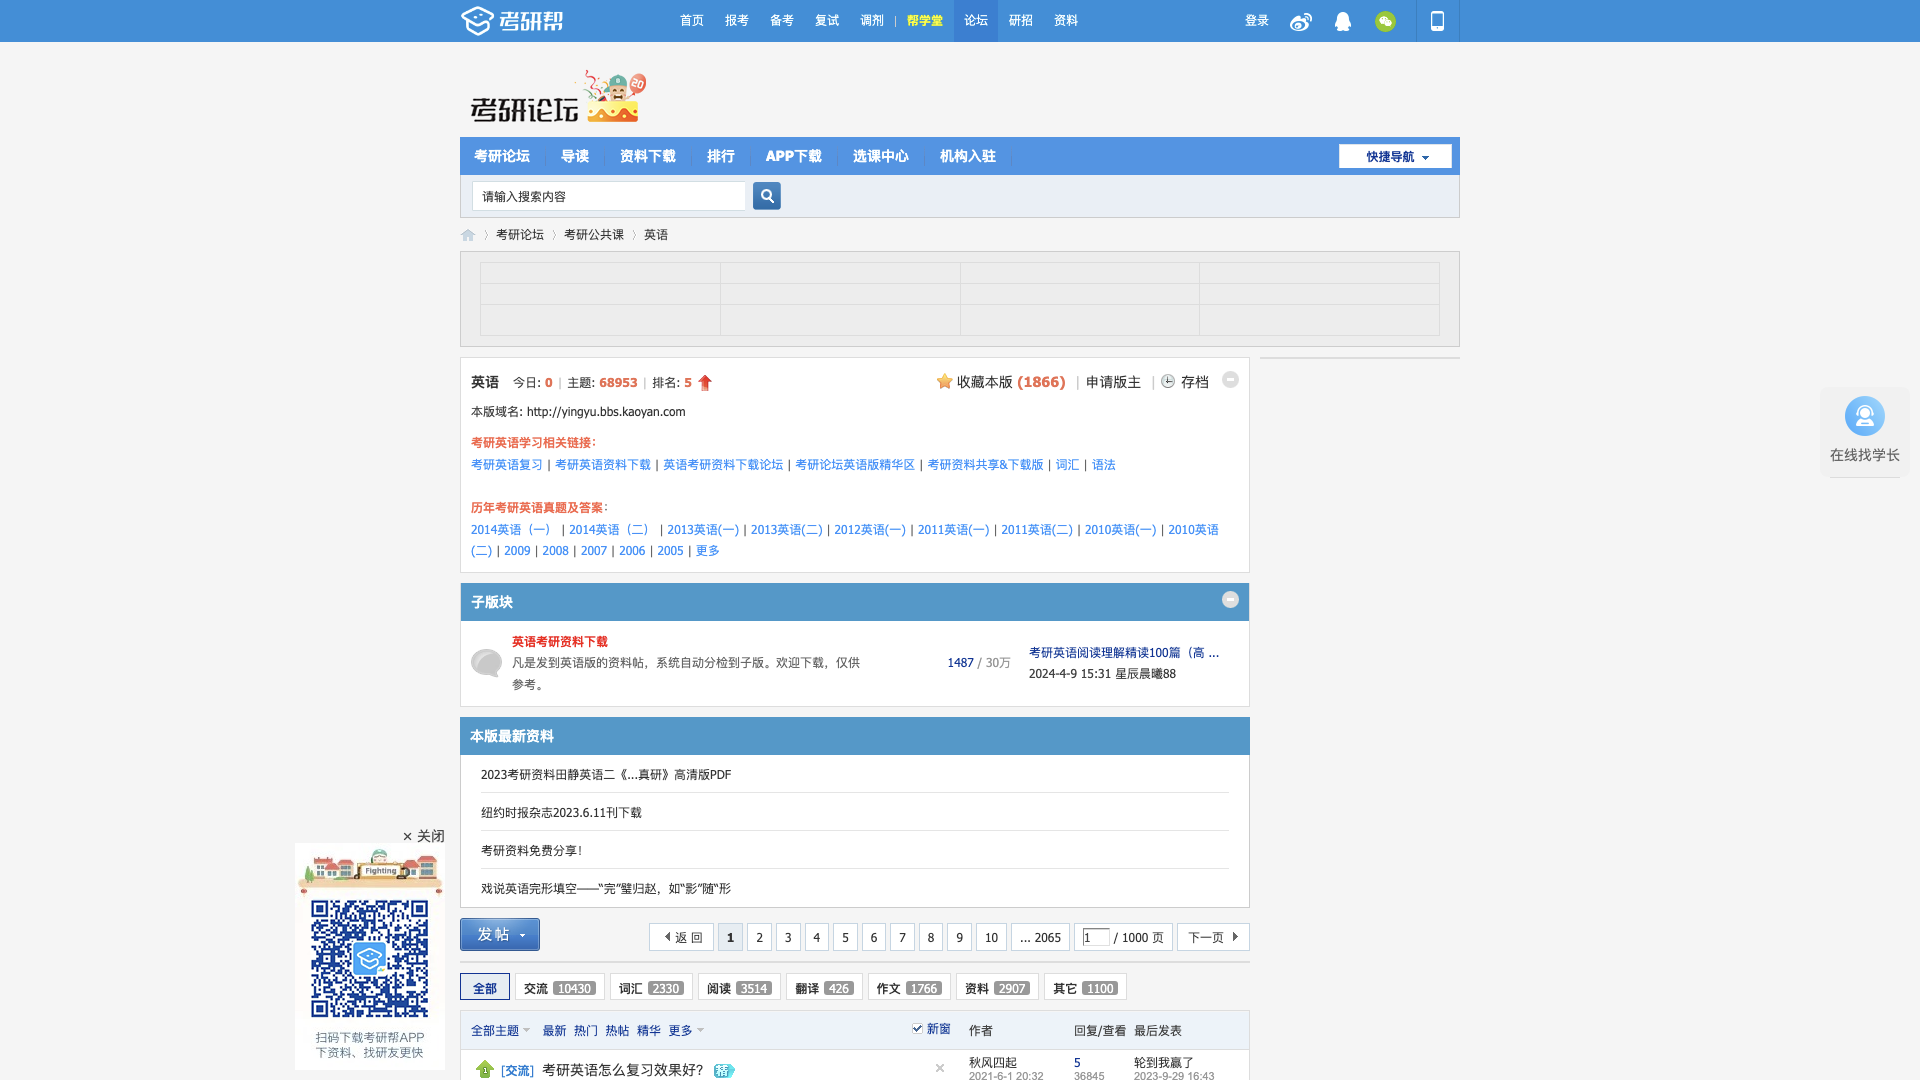 考研帮
首页 报考 备考 复试 调剂 | 帮学堂 论坛 研招 资料 登录
考研论坛 20
考研论坛 导读 资料下载 排行 APP下载 选课中心 机构入驻 快捷导航
请输入搜索内容
考研论坛 考研公共课 英语
英语 今日: 0 | 主题: 68953 | 排名: 5 收藏本版 (1866) | 申请版主 | 存档
本版域名: http://yingyu.bbs.kaoyan.com
考研英语学习相关链接:
考研英语复习 | 考研英语资料下载 | 英语考研资料下载论坛 | 考研论坛英语版精华区 | 考研资料共享&下载版 | 词汇 | 语法
历年考研英语真题及答案:
2014英语（一） | 2014英语（二） | 2013英语(一) | 2013英语(二) | 2012英语(一) | 2011英语(一) | 2011英语(二) | 2010英语(一) | 2010英语
(二) | 2009 | 2008 | 2007 | 2006 | 2005 | 更多
在线找学长
子版块
英语考研资料下载
凡是发到英语版的资料帖，系统自动分检到子版。欢迎下载，仅供
参考。
1487 / 30万
考研英语阅读理解精读100篇（高 ...
2024-4-9 15:31 星辰晨曦88
本版最新资料
2023考研资料田静英语二《...真研》高清版PDF
纽约时报杂志2023.6.11刊下载
考研资料免费分享！
戏说英语完形填空——“完”璧归赵，如“影”随“形
× 关闭
Fighting
扫码下载考研帮APP
下资料、找研友更快
发帖 返 回 1 2 3 4 5 6 7 8 9 10 ... 2065 1 / 1000 页 下一页
全部 交流 10430 词汇 2330 阅读 3514 翻译 426 作文 1766 资料 2907 其它 1100
全部主题 最新 热门 热帖 精华 更多 新窗 作者 回复/查看 最后发表
[交流] 考研英语怎么复习效果好？ 精 × 秋风四起 5 轮到我赢了
2021-6-1 20:32 36845 2023-9-29 16:43